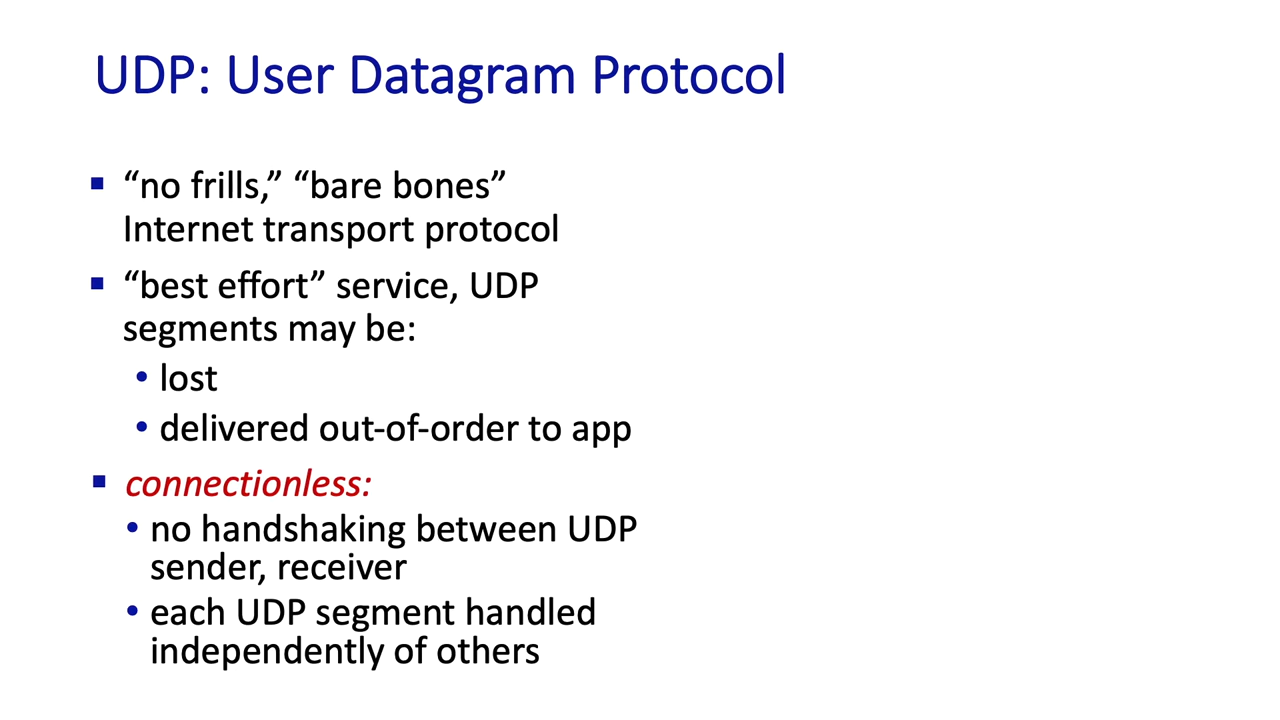 UDP: User Datagram Protocol
▪ “no frills,” “bare bones”
Internet transport protocol
▪ “best effort” service, UDP
segments may be:
• lost
• delivered out-of-order to app
▪ connectionless:
• no handshaking between UDP
sender, receiver
• each UDP segment handled
independently of others